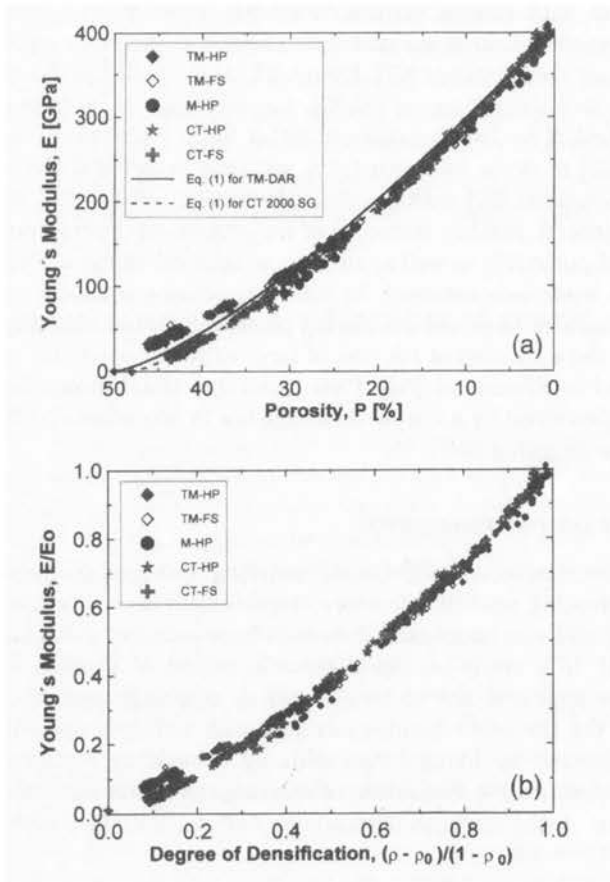 400
300
200
100
0
Young´s Modulus, E [GPa]
TM-HP
TM-FS
M-HP
CT-HP
CT-FS
Eq. (1) for TM-DAR
Eq. (1) for CT 2000 SG
(a)
50 40 30 20 10 0
Porosity, P [%]
1.0
0.8
0.6
0.4
0.2
0.0
Young´s Modulus, E/Eo
TM-HP
TM-FS
M-HP
CT-HP
CT-FS
(b)
0.0 0.2 0.4 0.6 0.8 1.0
Degree of Densification, (ρ - ρ0)/(1 - ρ0)